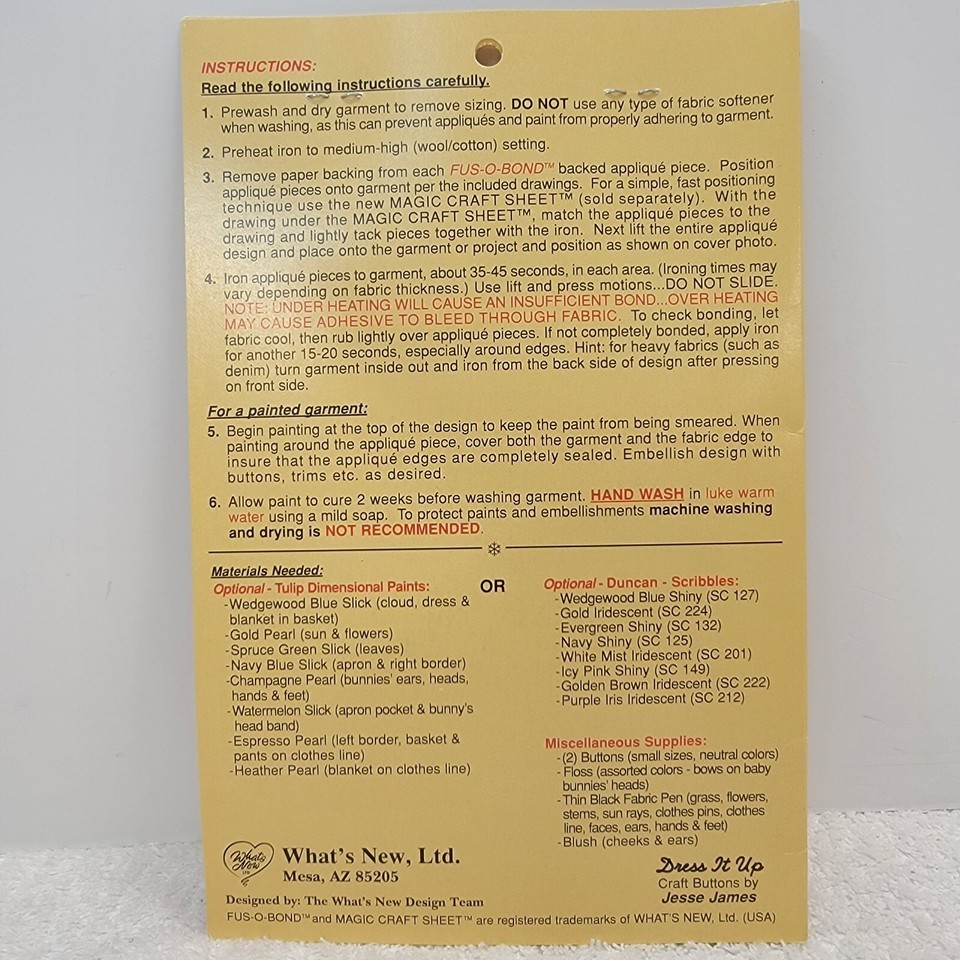 INSTRUCTIONS:
Read the following instructions carefully.
1. Prewash and dry garment to remove sizing. DO NOT use any type of fabric softener
when washing, as this can prevent appliqués and paint from properly adhering to garment.
2. Preheat iron to medium-high (wool/cotton) setting.
3. Remove paper backing from each FUS-O-BOND™ backed appliqué piece. Position
appliqué pieces onto garment per the included drawings. For a simple, fast positioning
technique use the new MAGIC CRAFT SHEET™ (sold separately). With the
drawing under the MAGIC CRAFT SHEET™, match the appliqué pieces to the
drawing and lightly tack pieces together with the iron. Next lift the entire appliqué
design and place onto the garment or project and position as shown on cover photo.
4. Iron appliqué pieces to garment, about 35-45 seconds, in each area. (Ironing times may
vary depending on fabric thickness.) Use lift and press motions...DO NOT SLIDE.
NOTE: UNDER HEATING WILL CAUSE AN INSUFFICIENT BOND...OVER HEATING
MAY CAUSE ADHESIVE TO BLEED THROUGH FABRIC. To check bonding, let
fabric cool, then rub lightly over appliqué pieces. If not completely bonded, apply iron
for another 15-20 seconds, especially around edges. Hint: for heavy fabrics (such as
denim) turn garment inside out and iron from the back side of design after pressing
on front side.
For a painted garment:
5. Begin painting at the top of the design to keep the paint from being smeared. When
painting around the appliqué piece, cover both the garment and the fabric edge to
insure that the appliqué edges are completely sealed. Embellish design with
buttons, trims etc. as desired.
6. Allow paint to cure 2 weeks before washing garment. HAND WASH in luke warm
water using a mild soap. To protect paints and embellishments machine washing
and drying is NOT RECOMMENDED.
Materials Needed:
Optional - Tulip Dimensional Paints:
-Wedgewood Blue Slick (cloud, dress &
blanket in basket)
-Gold Pearl (sun & flowers)
-Spruce Green Slick (leaves)
-Navy Blue Slick (apron & right border)
-Champagne Pearl (bunnies' ears, heads,
hands & feet)
-Watermelon Slick (apron pocket & bunny's
head band)
-Espresso Pearl (left border, basket &
pants on clothes line)
-Heather Pearl (blanket on clothes line)
OR
Optional - Duncan - Scribbles:
-Wedgewood Blue Shiny (SC 127)
-Gold Iridescent (SC 224)
-Evergreen Shiny (SC 132)
-Navy Shiny (SC 125)
-White Mist Iridescent (SC 201)
-Icy Pink Shiny (SC 149)
-Golden Brown Iridescent (SC 222)
-Purple Iris Iridescent (SC 212)
Miscellaneous Supplies:
-(2) Buttons (small sizes, neutral colors)
- Floss (assorted colors - bows on baby
bunnies' heads)
-Thin Black Fabric Pen (grass, flowers,
stems, sun rays, clothes pins, clothes
line, faces, ears, hands & feet)
-Blush (cheeks & ears)
What's
New
LTD
What's New, Ltd.
Mesa, AZ 85205
Dress It Up
Craft Buttons by
Jesse James
Designed by: The What's New Design Team
FUS-O-BOND™ and MAGIC CRAFT SHEET™ are registered trademarks of WHAT'S NEW, Ltd. (USA)